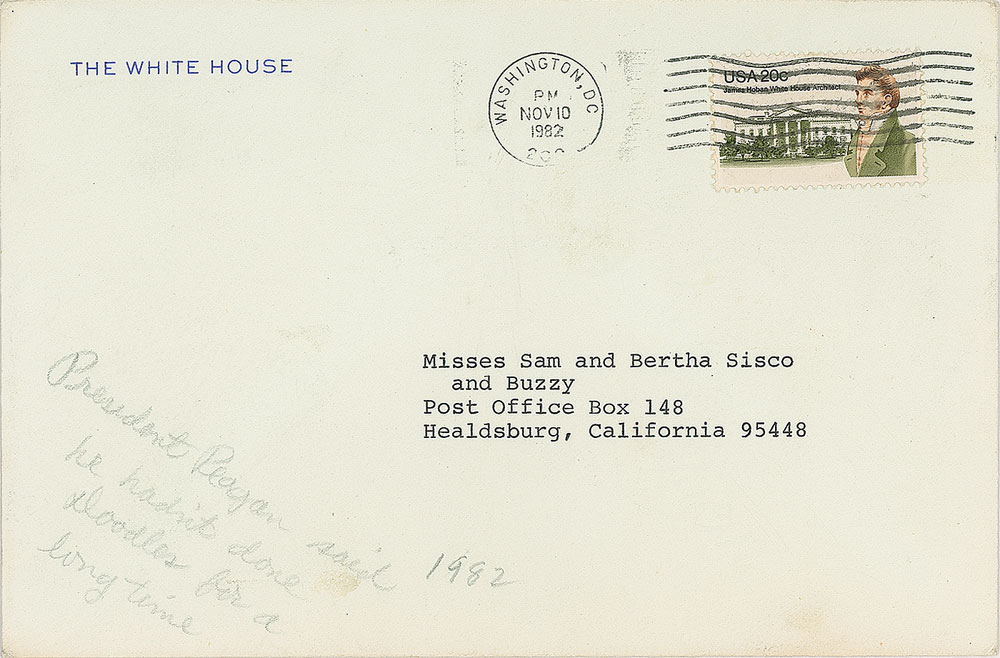 THE WHITE HOUSE
WASHINGTON, DC
PM
NOV 10
1982
USA 20c
James Hoban White House Architect
Misses Sam and Bertha Sisco
and Buzzy
Post Office Box 148
Healdsburg, California 95448
President Reagan said
he hadn't done
Doodles for a
long time
1982